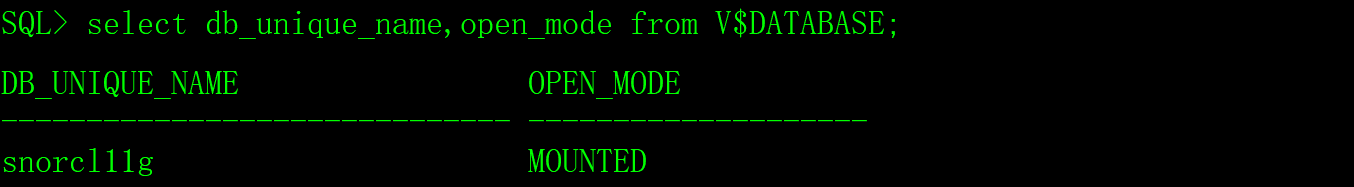 SQL> select db_unique_name,open_mode from V$DATABASE;
DB_UNIQUE_NAME                 OPEN_MODE
------------------------------ --------------------
snorcl11g                      MOUNTED